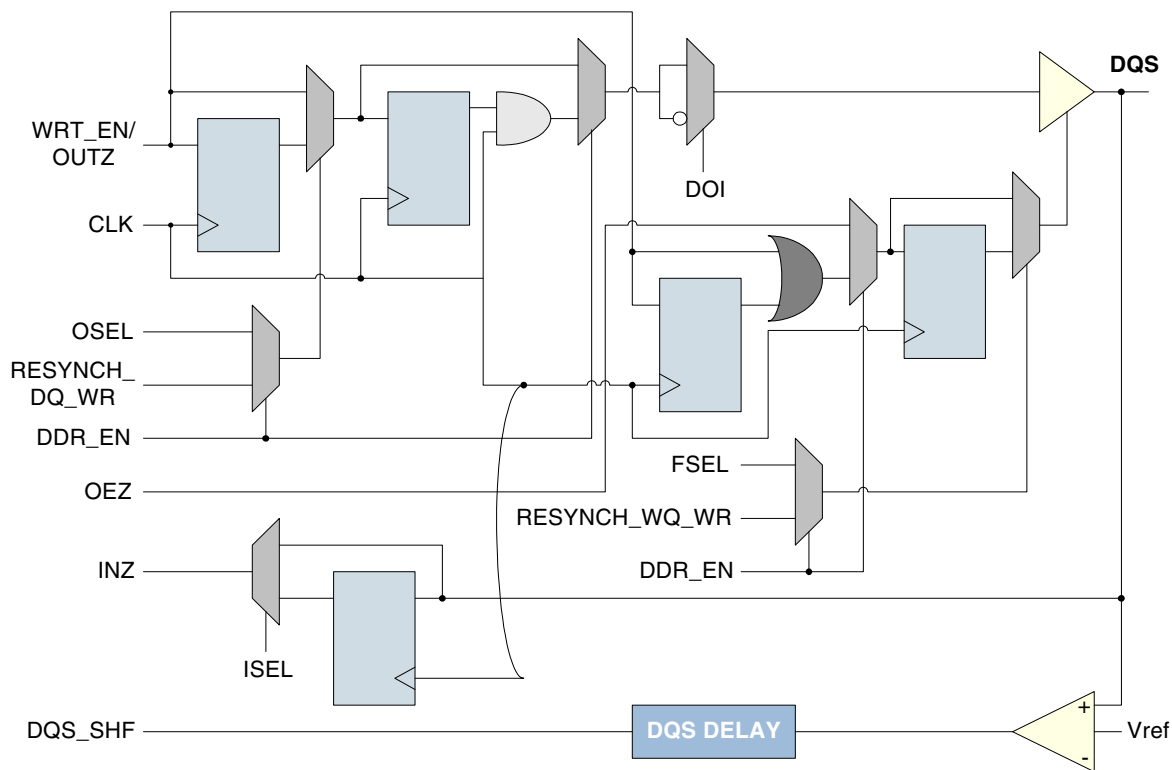 DQS
WRT_EN/
OUTZ
DOI
CLK
OSEL
RESYNCH_
DQ_WR
DDR_EN
FSEL
OEZ
RESYNCH_WQ_WR
INZ
DDR_EN
ISEL
+
DQS_SHF
DQS DELAY
Vref
-